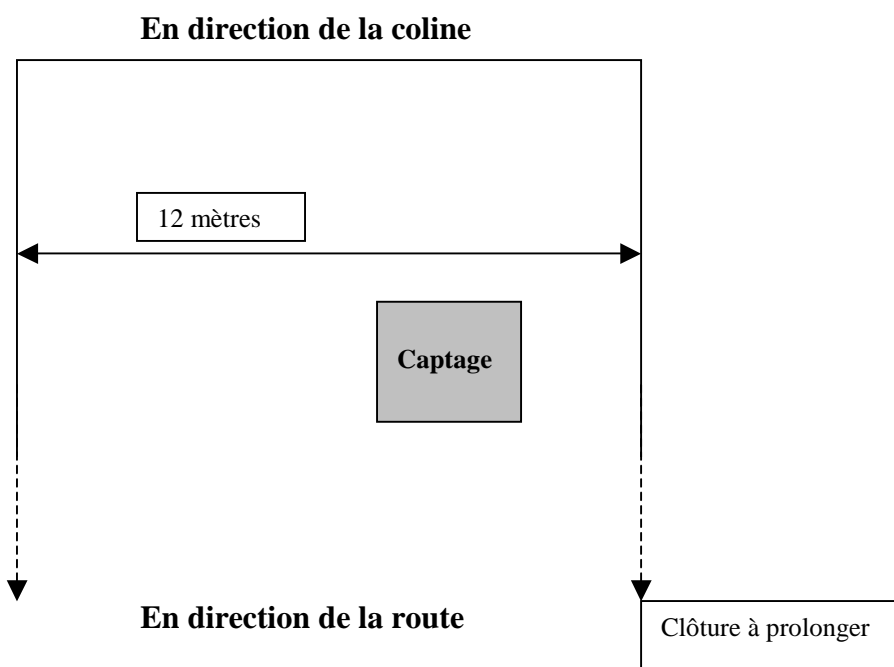 En direction de la coline
12 mètres
Captage
En direction de la route
Clôture à prolonger